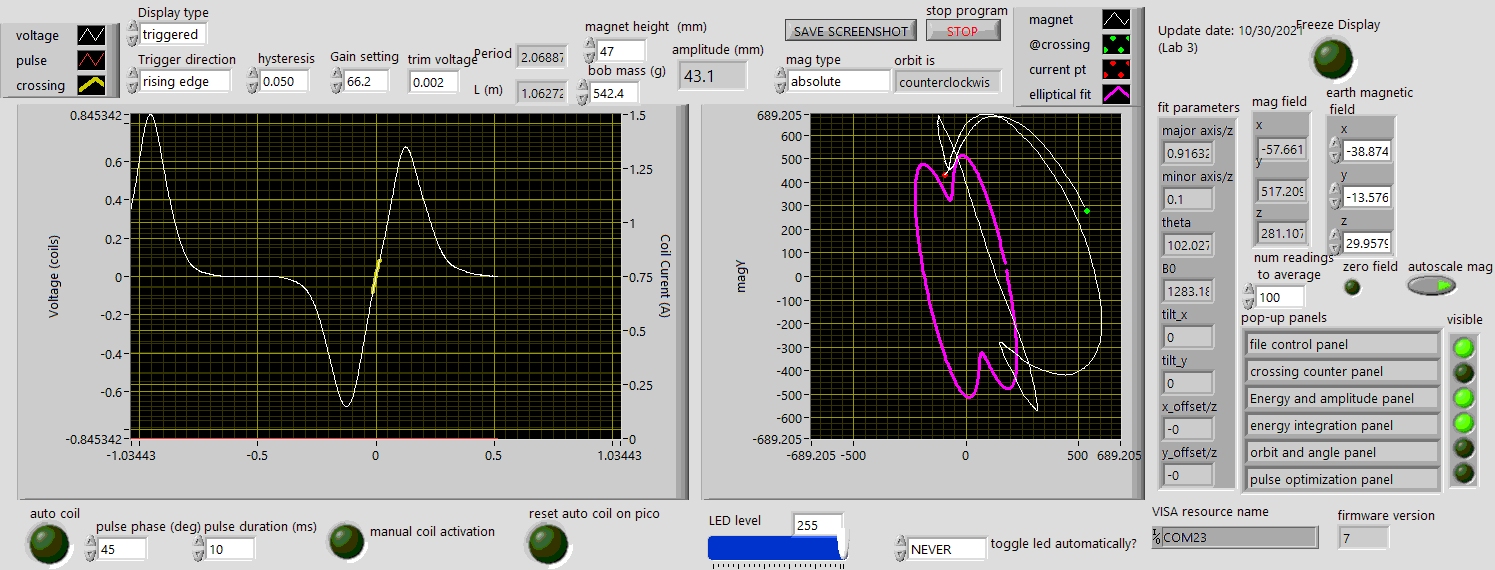 voltage
pulse
crossing
Display type
triggered
Trigger direction
rising edge
hysteresis
0.050
Gain setting
66.2
trim voltage
0.002
Period
2.06887
L (m)
1.06272
magnet height (mm)
47
bob mass (g)
542.4
amplitude (mm)
43.1
SAVE SCREENSHOT
stop program
STOP
mag type
absolute
orbit is
counterclockwis
magnet
@crossing
current pt
elliptical fit
Update date: 10/30/2021
(Lab 3)
Freeze Display
Voltage (coils)
0.845342
0.6
0.4
0.2
0
-0.2
-0.4
-0.6
-0.845342
-1.03443
-0.5
0
0.5
1.03443
1.5
1.25
1
0.75
0.5
0.25
0
Coil Current (A)
magY
689.205
600
500
400
300
200
100
0
-100
-200
-300
-400
-500
-600
-689.205
-689.205
-500
0
500
689.205
fit parameters
major axis/z
0.91632
minor axis/z
0.1
theta
102.027
B0
1283.18
tilt_x
0
tilt_y
0
x_offset/z
-0
y_offset/z
-0
mag field
x
-57.661
y
517.209
z
281.107
earth magnetic
field
x
-38.874
y
-13.576
z
29.9579
num readings
to average
100
zero field
autoscale mag
pop-up panels
visible
file control panel
crossing counter panel
Energy and amplitude panel
energy integration panel
orbit and angle panel
pulse optimization panel
auto coil
pulse phase (deg)
45
pulse duration (ms)
10
manual coil activation
reset auto coil on pico
LED level
255
NEVER
toggle led automatically?
VISA resource name
COM23
firmware version
7